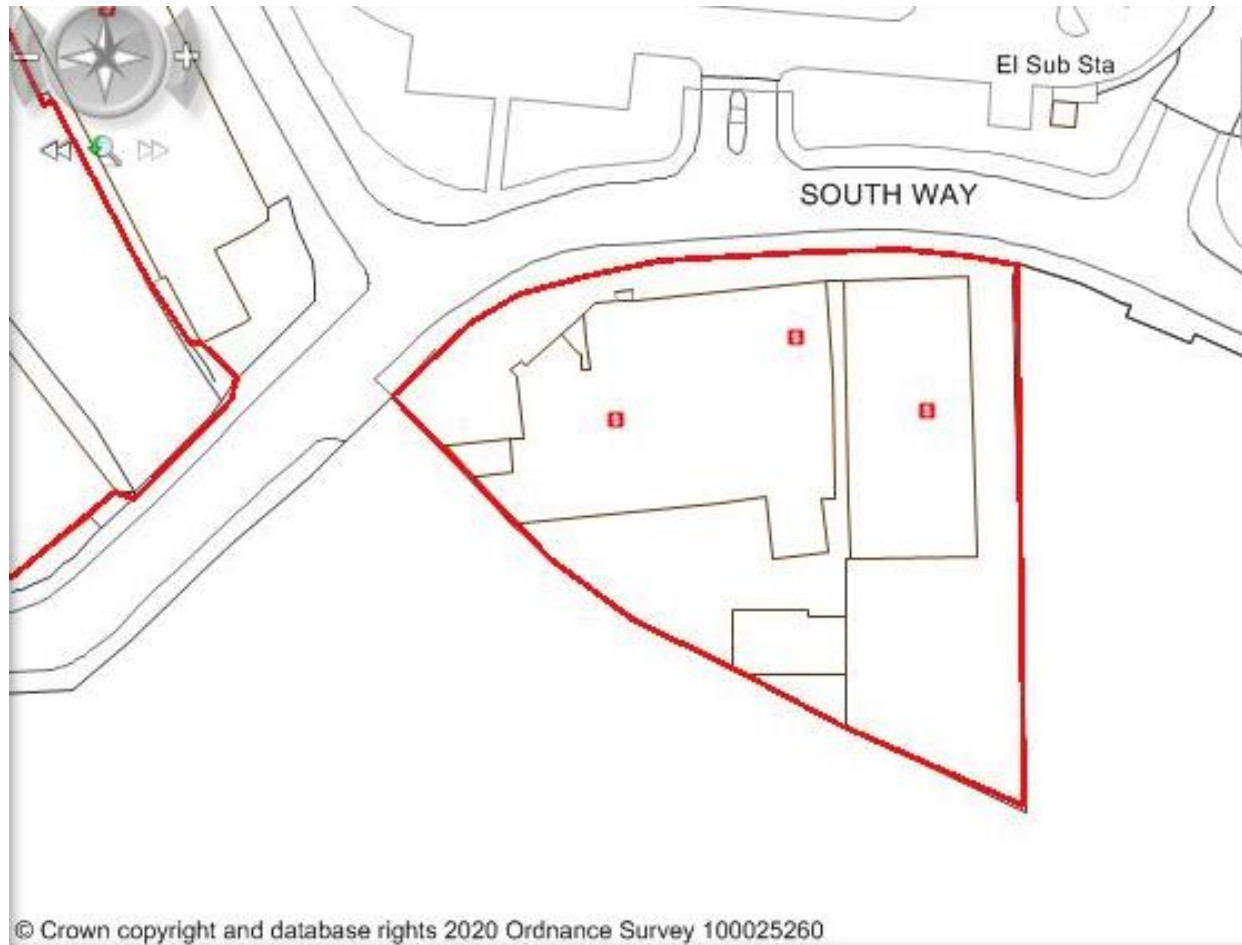 El Sub Sta
SOUTH WAY
© Crown copyright and database rights 2020 Ordnance Survey 100025260